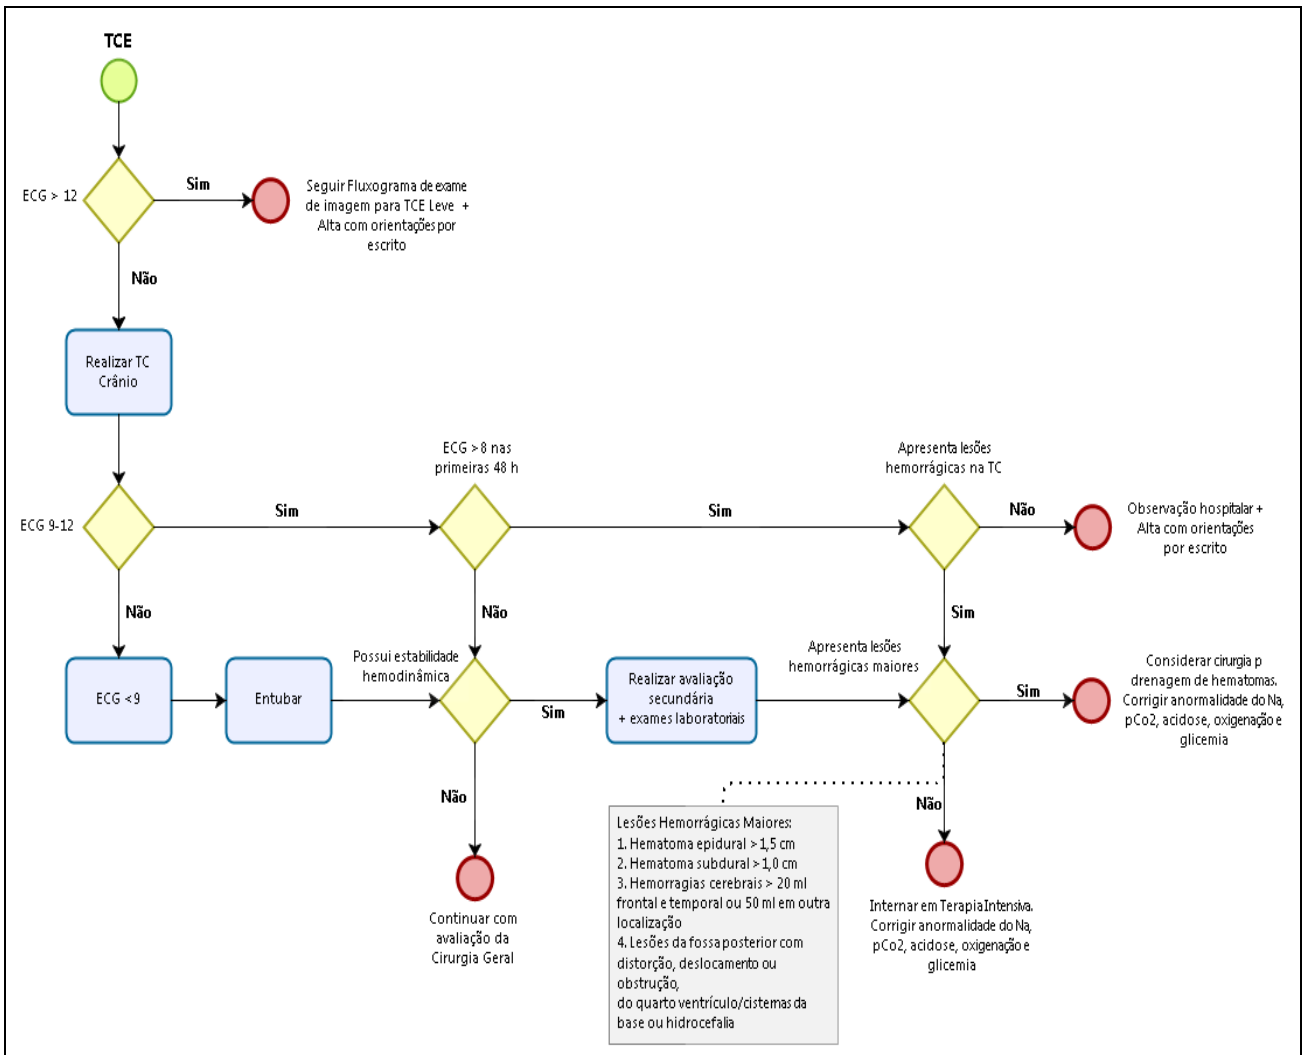 TCE
ECG > 12
Sim
Seguir Fluxograma de exame
de imagem para TCE Leve +
Alta com orientações por
escrito
Não
Realizar TC
Crânio
ECG 9-12
Sim
ECG > 8 nas
primeiras 48 h
Sim
Apresenta lesões
hemorrágicas na TC
Não
Observação hospitalar +
Alta com orientações
por escrito
Não
Não
Sim
ECG < 9
Entubar
Possui estabilidade
hemodinâmica
Sim
Realizar avaliação
secundária
+ exames laboratoriais
Apresenta lesões
hemorrágicas maiores
Sim
Considerar cirurgia p
drenagem de hematomas.
Corrigir anormalidade do Na,
pCo2, acidose, oxigenação e
glicemia
Não
Continuar com
avaliação da
Cirurgia Geral
Lesões Hemorrágicas Maiores:
1. Hematoma epidural > 1,5 cm
2. Hematoma subdural > 1,0 cm
3. Hemorragias cerebrais > 20 ml
frontal e temporal ou 50 ml em outra
localização
4. Lesões da fossa posterior com
distorção, deslocamento ou
obstrução,
do quarto ventrículo/cisternas da
base ou hidrocefalia
Não
Internar em Terapia Intensiva.
Corrigir anormalidade do Na,
pCo2, acidose, oxigenação e
glicemia